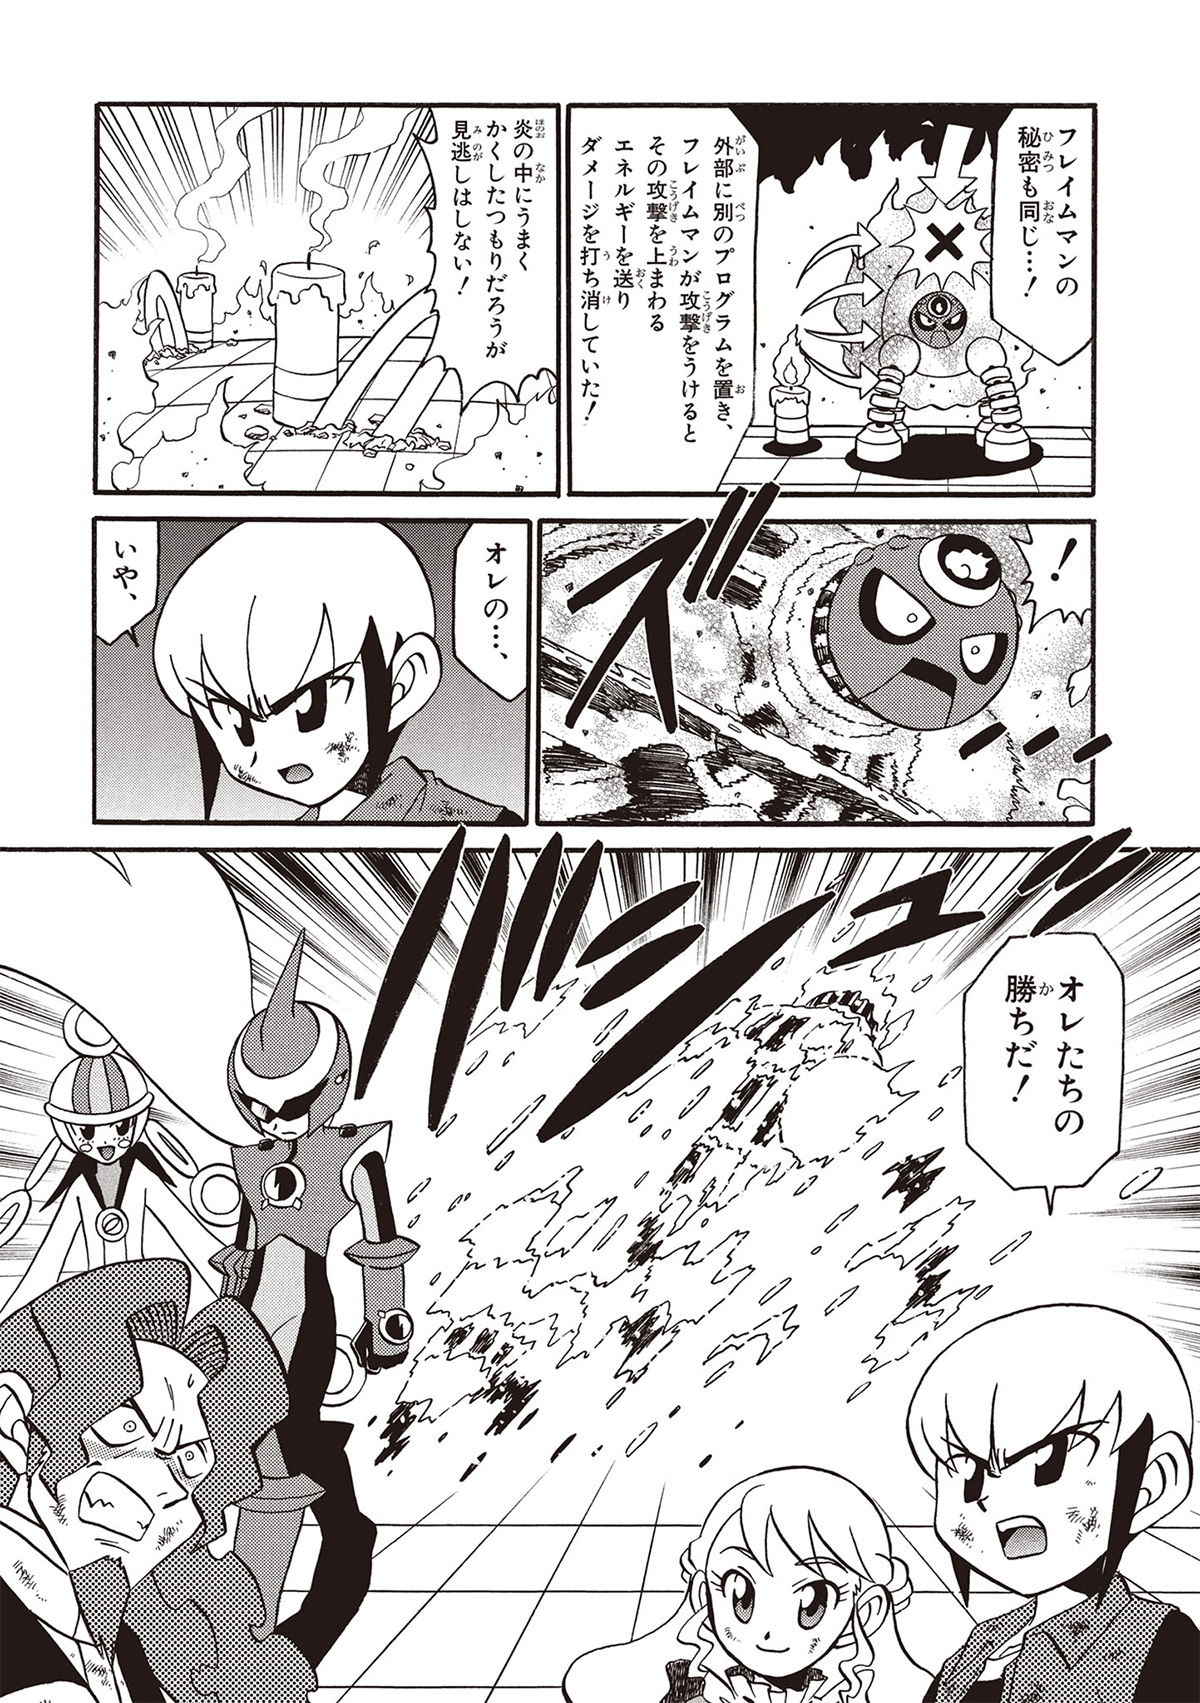 フレイムマンの
秘密も同じ…！
外部に別のプログラムを置き、
フレイムマンが攻撃をうけると
その攻撃を上まわる
エネルギーを送り
ダメージを打ち消していた！
炎の中にうまく
かくしたつもりだろうが
見逃しはしない！
！
ズズ…
オレの…、
いや、
オレたちの
勝ちだ！
バシュッ